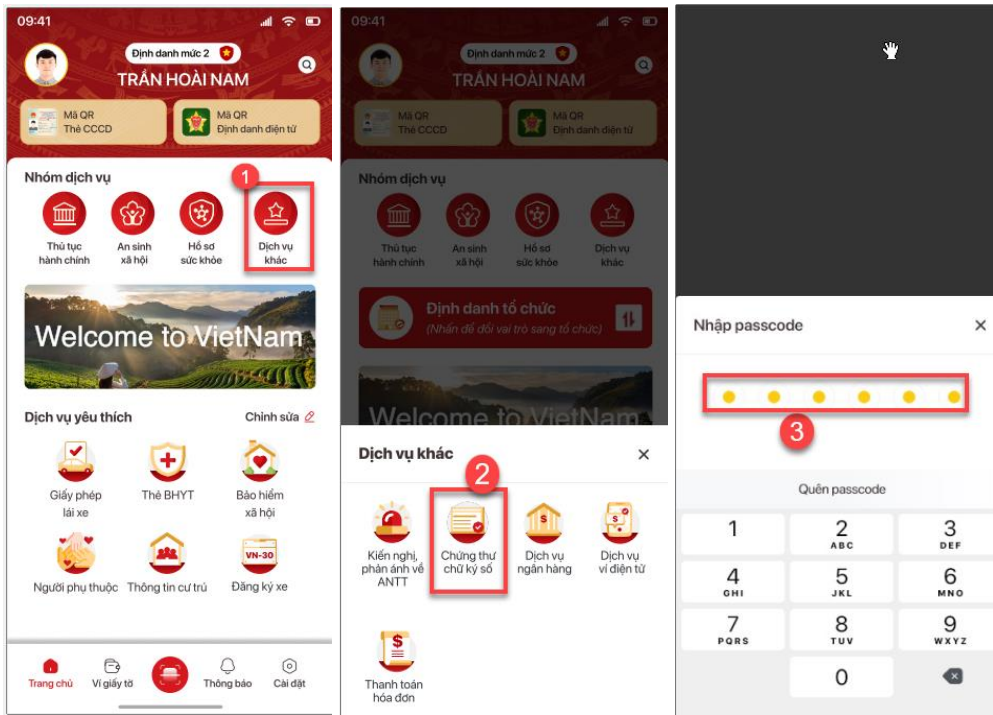 09:41
Định danh mức 2
TRẦN HOÀI NAM
Mã QR
Thẻ CCCD
Mã QR
Định danh điện tử
Nhóm dịch vụ
1
Thủ tục
hành chính
An sinh
xã hội
Hồ sơ
sức khỏe
Dịch vụ
khác
Welcome to VietNam
Dịch vụ yêu thích
Chỉnh sửa
Giấy phép
lái xe
Thẻ BHYT
Bảo hiểm
xã hội
Người phụ thuộc
Thông tin cư trú
VN-30
Đăng ký xe
Trang chủ
Ví giấy tờ
Thông báo
Cài đặt
09:41
Định danh mức 2
TRẦN HOÀI NAM
Mã QR
Thẻ CCCD
Mã QR
Định danh điện tử
Nhóm dịch vụ
Thủ tục
hành chính
An sinh
xã hội
Hồ sơ
sức khỏe
Dịch vụ
khác
Định danh tổ chức
(Nhấn để đổi vai trò sang tổ chức)
Welcome to VietNam
Dịch vụ khác
2
Kiến nghị,
phản ánh về
ANTT
Chứng thư
chữ ký số
Dịch vụ
ngân hàng
Dịch vụ
ví điện tử
Thanh toán
hóa đơn
Nhập passcode
3
Quên passcode
1
2
ABC
3
DEF
4
GHI
5
JKL
6
MNO
7
PQRS
8
TUV
9
WXYZ
0